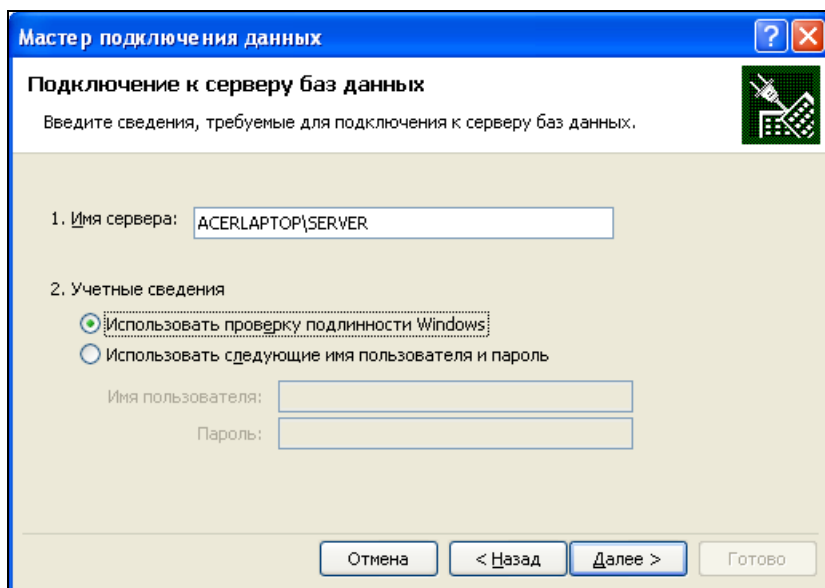 Мастер подключения данных
Подключение к серверу баз данных
Введите сведения, требуемые для подключения к серверу баз данных.
1. Имя сервера: ACERLAPTOP\SERVER
2. Учетные сведения
Использовать проверку подлинности Windows
Использовать следующие имя пользователя и пароль
Имя пользователя:
Пароль:
Отмена < Назад Далее > Готово